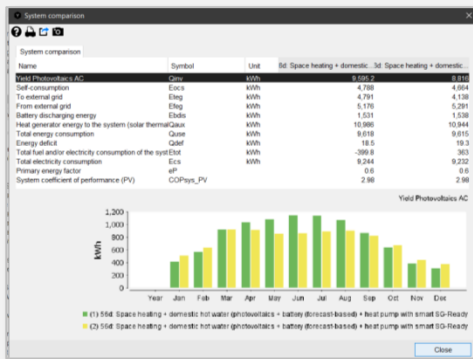 System comparison
System comparison
Name Symbol Unit 6d: Space heating + domestic... 3d: Space heating + domestic...
Yield Photovoltaics AC Qinv kWh 9,595.2 8,816
Self-consumption Eocs kWh 4,788 4,664
To external grid Eteg kWh 4,791 4,138
From external grid Efeg kWh 5,176 5,291
Battery discharging energy Ebdis kWh 1,531 1,538
Heat generator energy to the system (solar thermal Qaux kWh 10,986 10,944
Total energy consumption Quse kWh 9,618 9,615
Energy deficit Qdef kWh 18.5 19.3
Total fuel and/or electricity consumption of the syst Etot kWh -399.8 363
Total electricity consumption Ecs kWh 9,244 9,232
Primary energy factor eP 0.6 0.6
System coefficient of performance (PV) COPsys_PV 2.98 2.98
Yield Photovoltaics AC
kWh
1,200
1,000
800
600
400
200
0
Year Jan Feb Mar Apr May Jun Jul Aug Sep Oct Nov Dec
(1) 56d: Space heating + domestic hot water (photovoltaics + battery (forecast-based) + heat pump with smart SG-Ready
(2) 56d: Space heating + domestic hot water (photovoltaics + battery (forecast-based) + heat pump with smart SG-Ready
Close